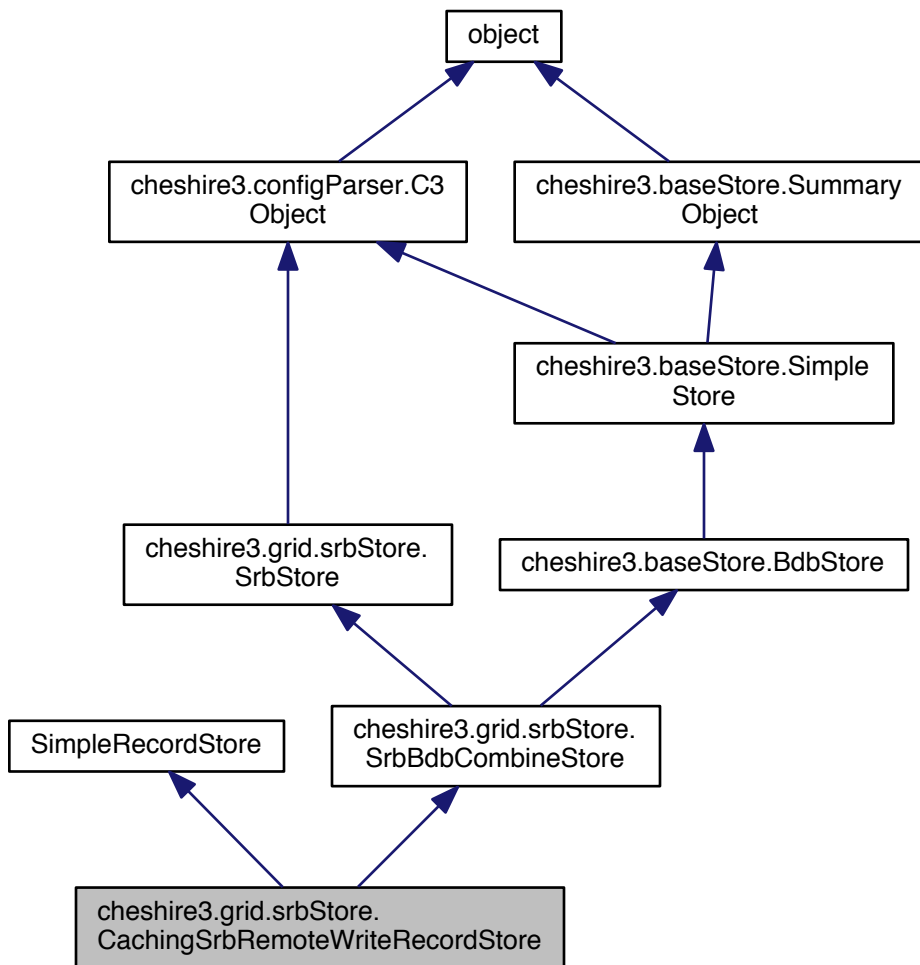 object
cheshire3.configParser.C3
Object
cheshire3.baseStore.Summary
Object
cheshire3.baseStore.Simple
Store
cheshire3.grid.srbStore.
SrbStore
cheshire3.baseStore.BdbStore
SimpleRecordStore
cheshire3.grid.srbStore.
SrbBdbCombineStore
cheshire3.grid.srbStore.
CachingSrbRemoteWriteRecordStore